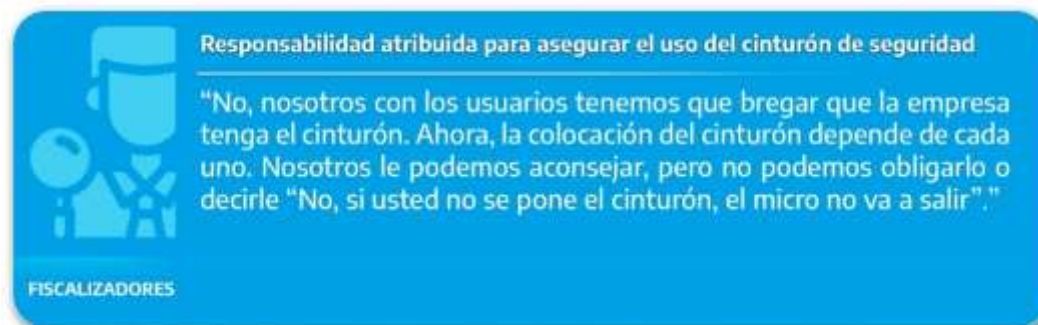 Responsabilidad atribuida para asegurar el uso del cinturón de seguridad
“No, nosotros con los usuarios tenemos que bregar que la empresa
tenga el cinturón. Ahora, la colocación del cinturón depende de cada
uno. Nosotros le podemos aconsejar, pero no podemos obligarlo o
decirle “No, si usted no se pone el cinturón, el micro no va a salir”.”
FISCALIZADORES